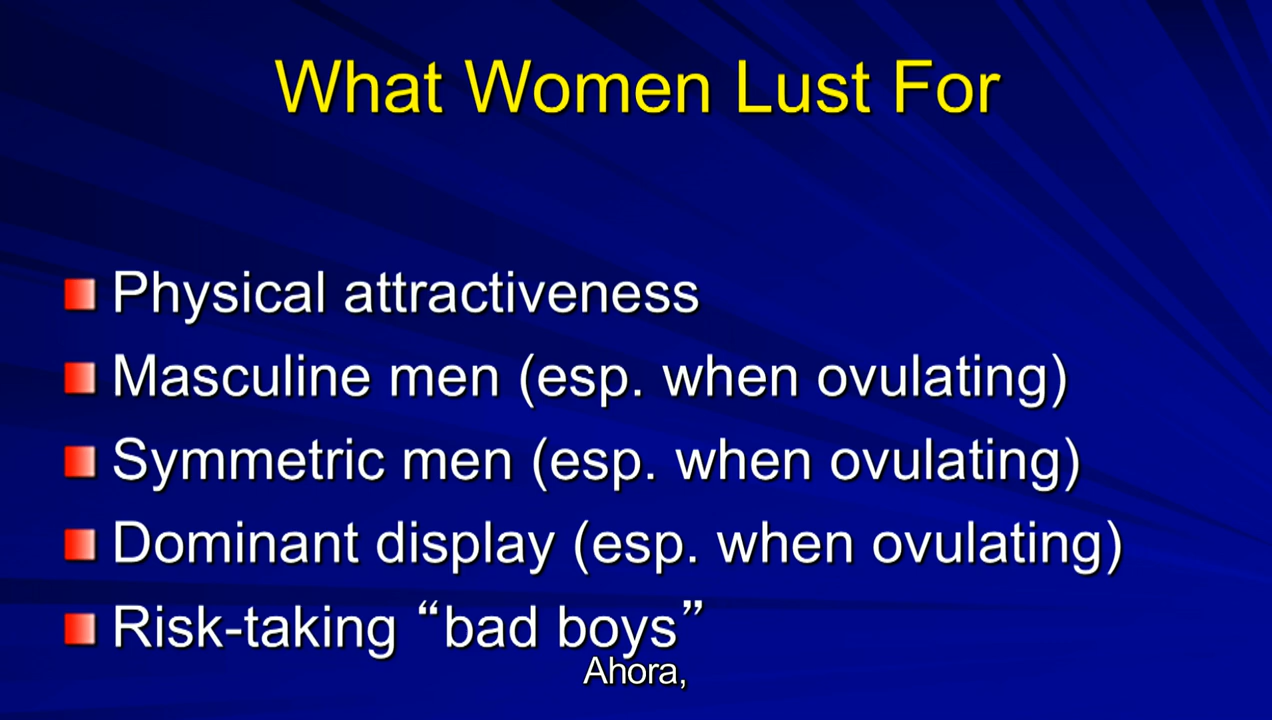 What Women Lust For
Physical attractiveness
Masculine men (esp. when ovulating)
Symmetric men (esp. when ovulating)
Dominant display (esp. when ovulating)
Risk-taking “bad boys”
Ahora,